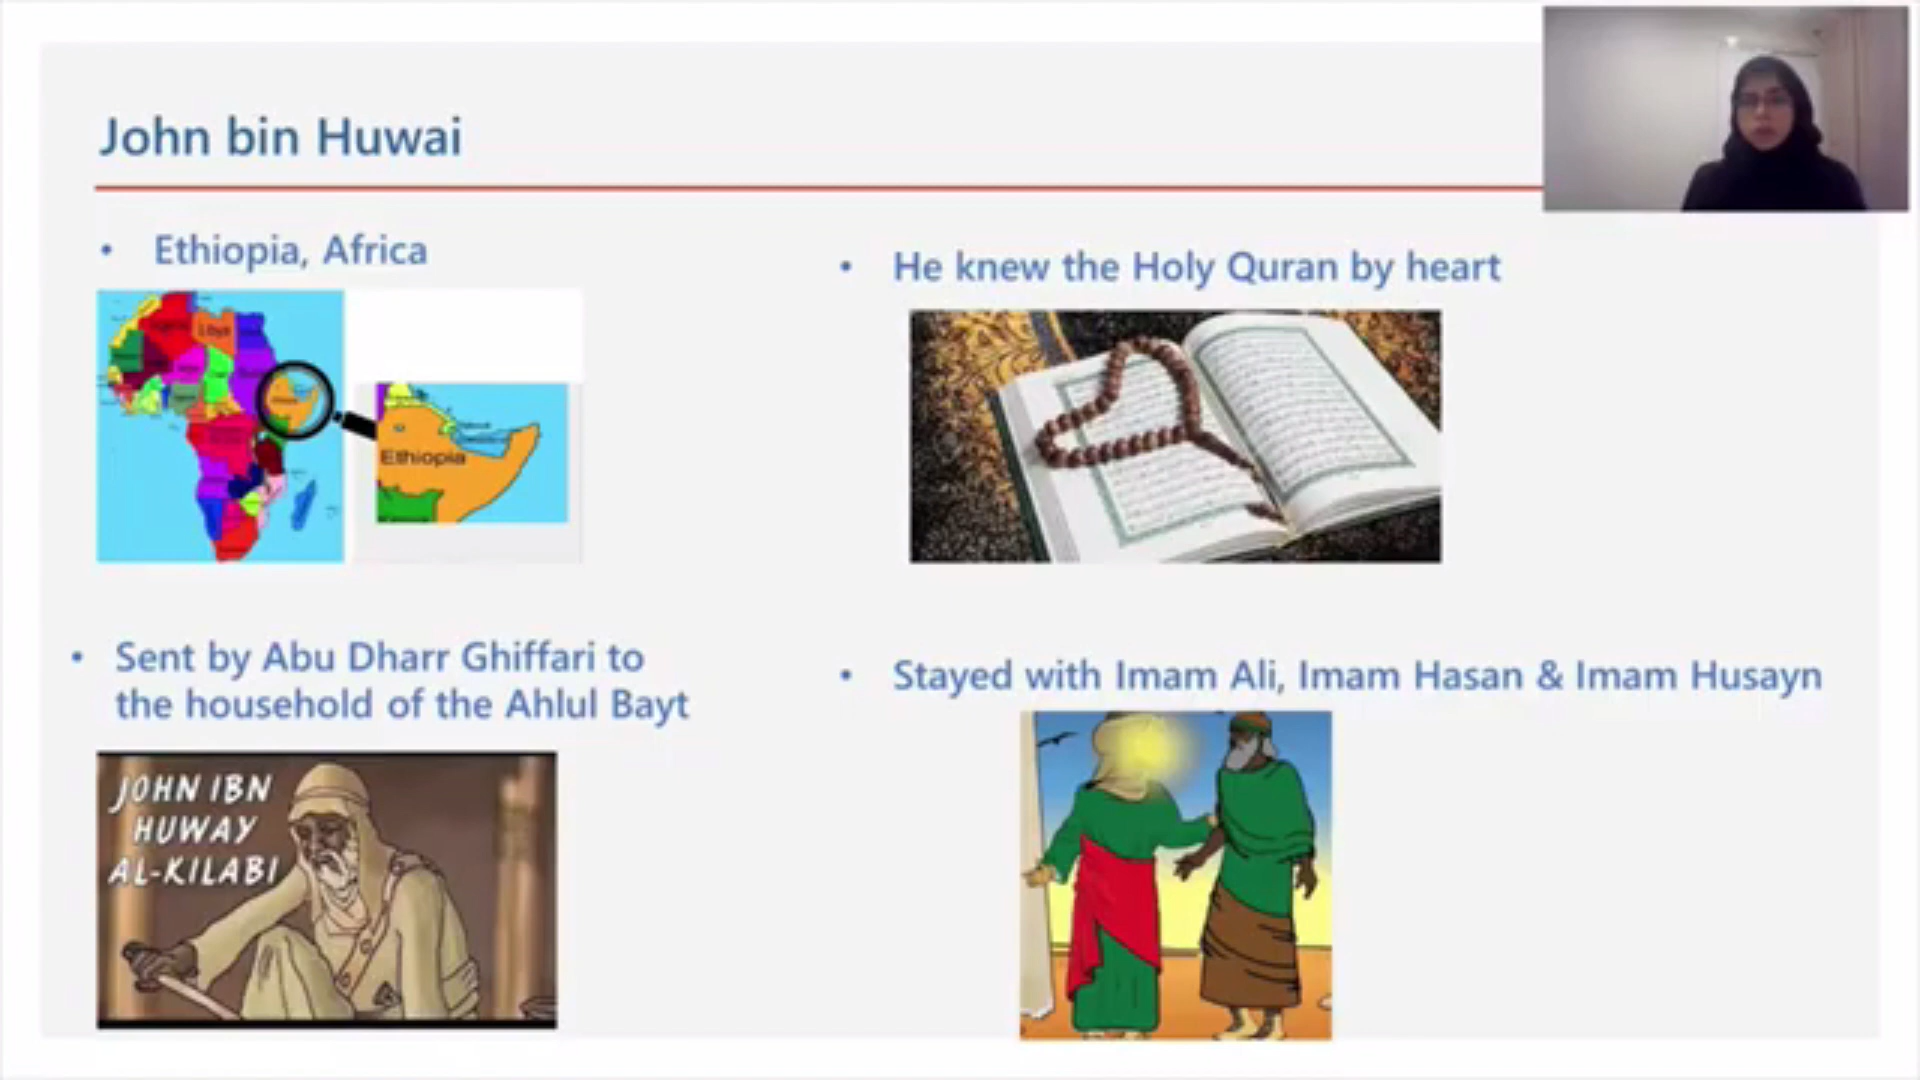 John bin Huwai
• Ethiopia, Africa
Libya
Ethiopia
• He knew the Holy Quran by heart
• Sent by Abu Dharr Ghiffari to
the household of the Ahlul Bayt
JOHN IBN
HUWAY
AL-KILABI
• Stayed with Imam Ali, Imam Hasan & Imam Husayn